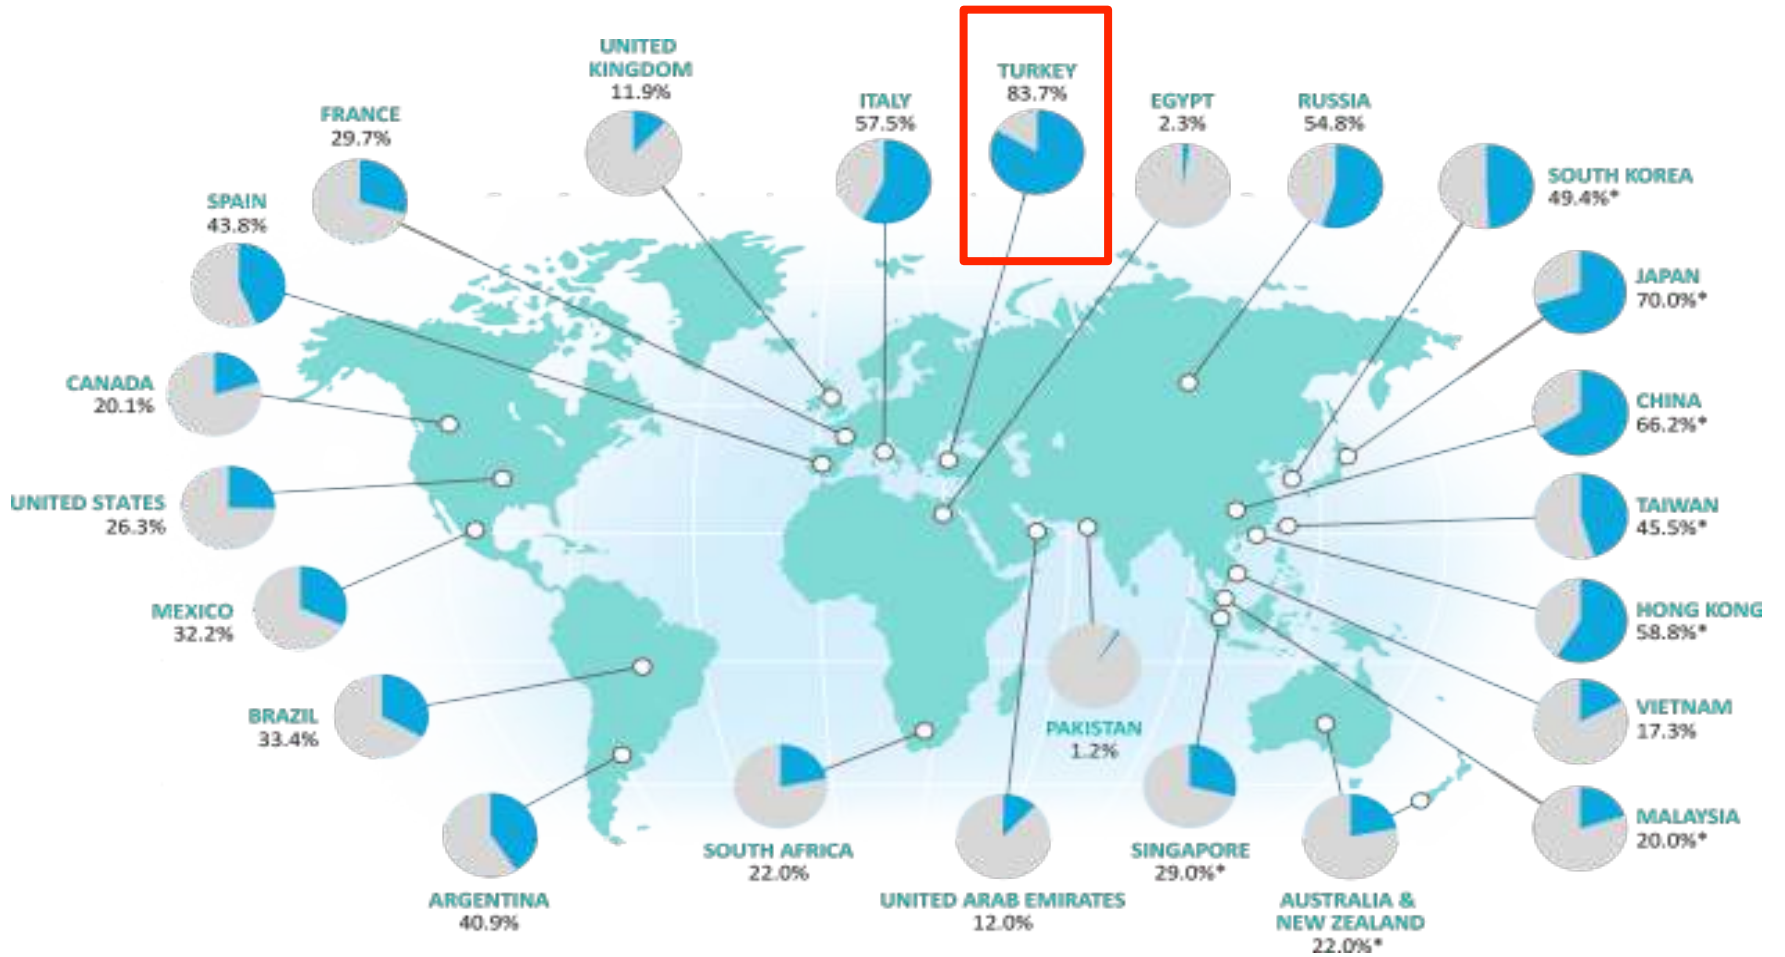 UNITED
KINGDOM
11.9%
TURKEY
83.7%
FRANCE
29.7%
ITALY
57.5%
EGYPT
2.3%
RUSSIA
54.8%
SPAIN
43.8%
SOUTH KOREA
49.4%*
JAPAN
70.0%*
CANADA
20.1%
CHINA
66.2%*
UNITED STATES
26.3%
TAIWAN
45.5%*
MEXICO
32.2%
HONG KONG
58.8%*
BRAZIL
33.4%
PAKISTAN
1.2%
VIETNAM
17.3%
MALAYSIA
20.0%*
SOUTH AFRICA
22.0%
SINGAPORE
29.0%*
ARGENTINA
40.9%
UNITED ARAB EMIRATES
12.0%
AUSTRALIA &
NEW ZEALAND
22.0%*